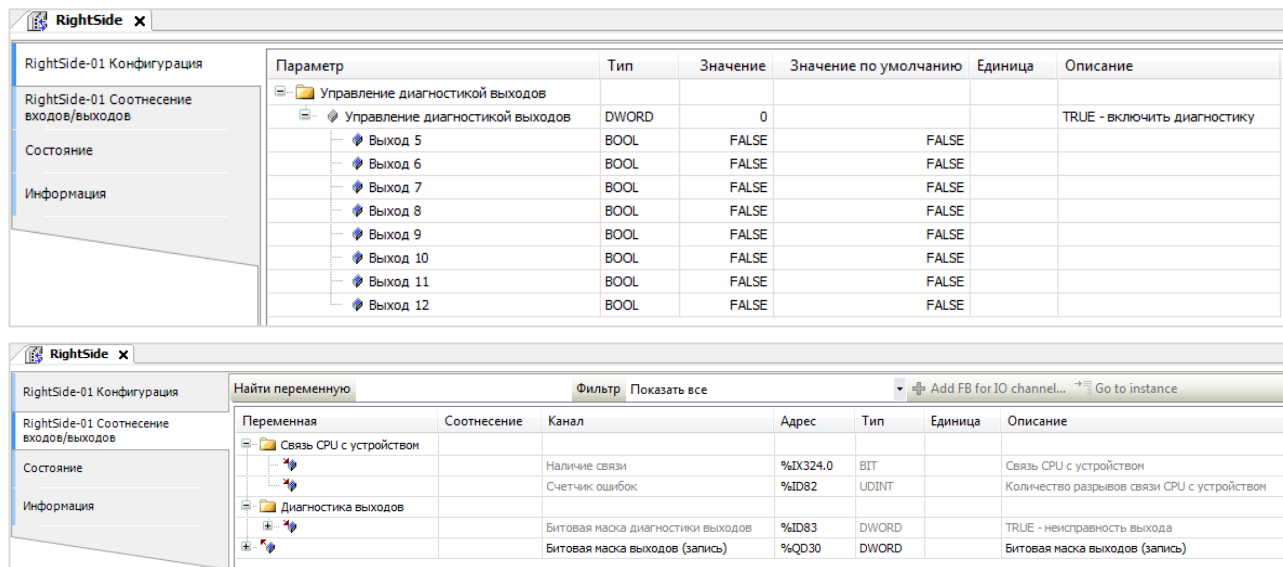 RightSide X
RightSide-01 Конфигурация
RightSide-01 Соотнесение
входов/выходов
Состояние
Информация
Параметр Тип Значение Значение по умолчанию Единица Описание
Управление диагностикой выходов
Управление диагностикой выходов DWORD 0 TRUE - включить диагностику
Выход 5 BOOL FALSE FALSE
Выход 6 BOOL FALSE FALSE
Выход 7 BOOL FALSE FALSE
Выход 8 BOOL FALSE FALSE
Выход 9 BOOL FALSE FALSE
Выход 10 BOOL FALSE FALSE
Выход 11 BOOL FALSE FALSE
Выход 12 BOOL FALSE FALSE
RightSide X
RightSide-01 Конфигурация
RightSide-01 Соотнесение
входов/выходов
Состояние
Информация
Найти переменную Фильтр Показать все Add FB for IO channel... Go to instance
Переменная Соотнесение Канал Адрес Тип Единица Описание
Связь CPU с устройством
Наличие связи %IX324.0 BIT Связь CPU с устройством
Счетчик ошибок %ID82 UDINT Количество разрывов связи CPU с устройством
Диагностика выходов
Битовая маска диагностики выходов %ID83 DWORD TRUE - неисправность выхода
Битовая маска выходов (запись) %QD30 DWORD Битовая маска выходов (запись)